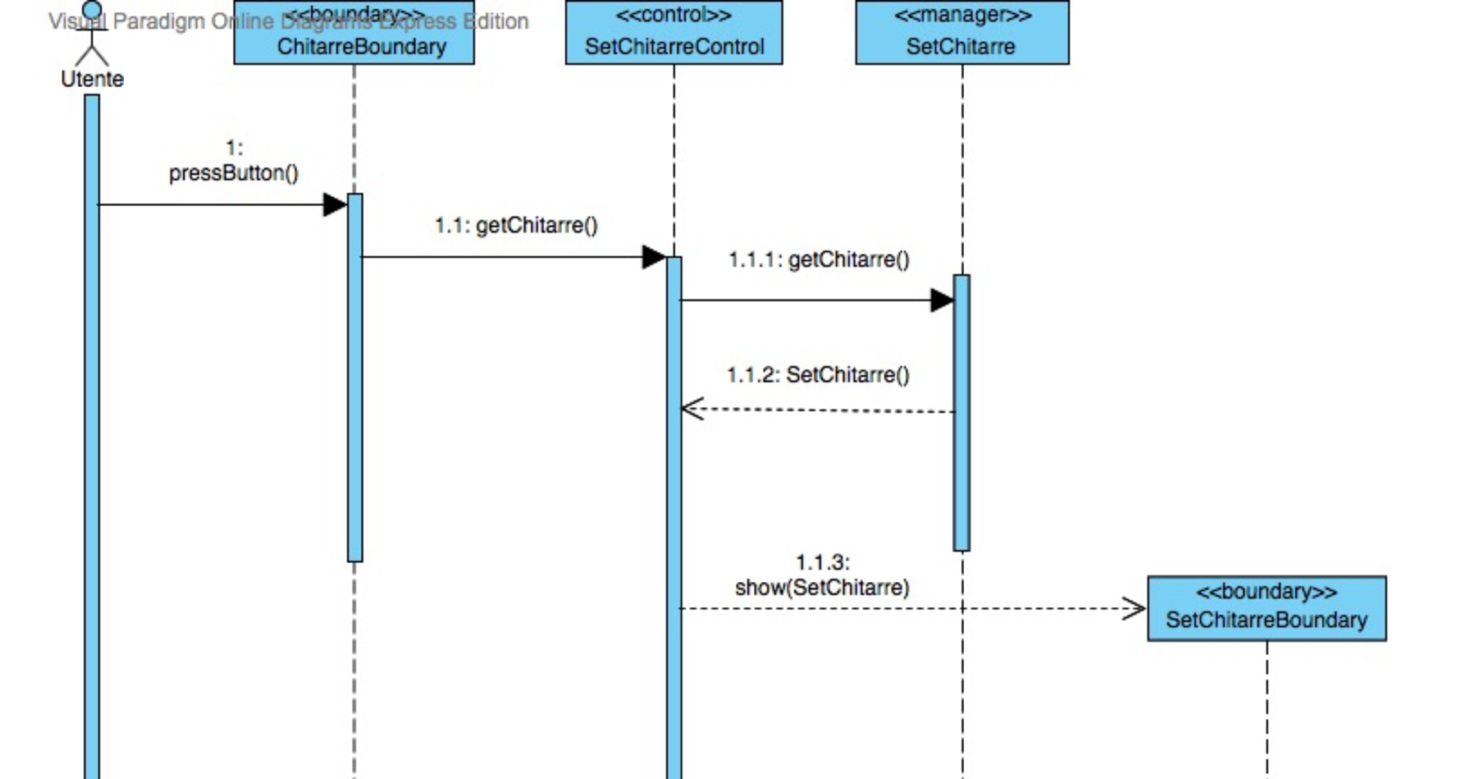 Visual Paradigm Online Diagrams Express Edition
<<boundary>>
ChitarreBoundary
<<control>>
SetChitarreControl
<<manager>>
SetChitarre
Utente
1:
pressButton()
1.1: getChitarre()
1.1.1: getChitarre()
1.1.2: SetChitarre()
1.1.3:
show(SetChitarre)
<<boundary>>
SetChitarreBoundary